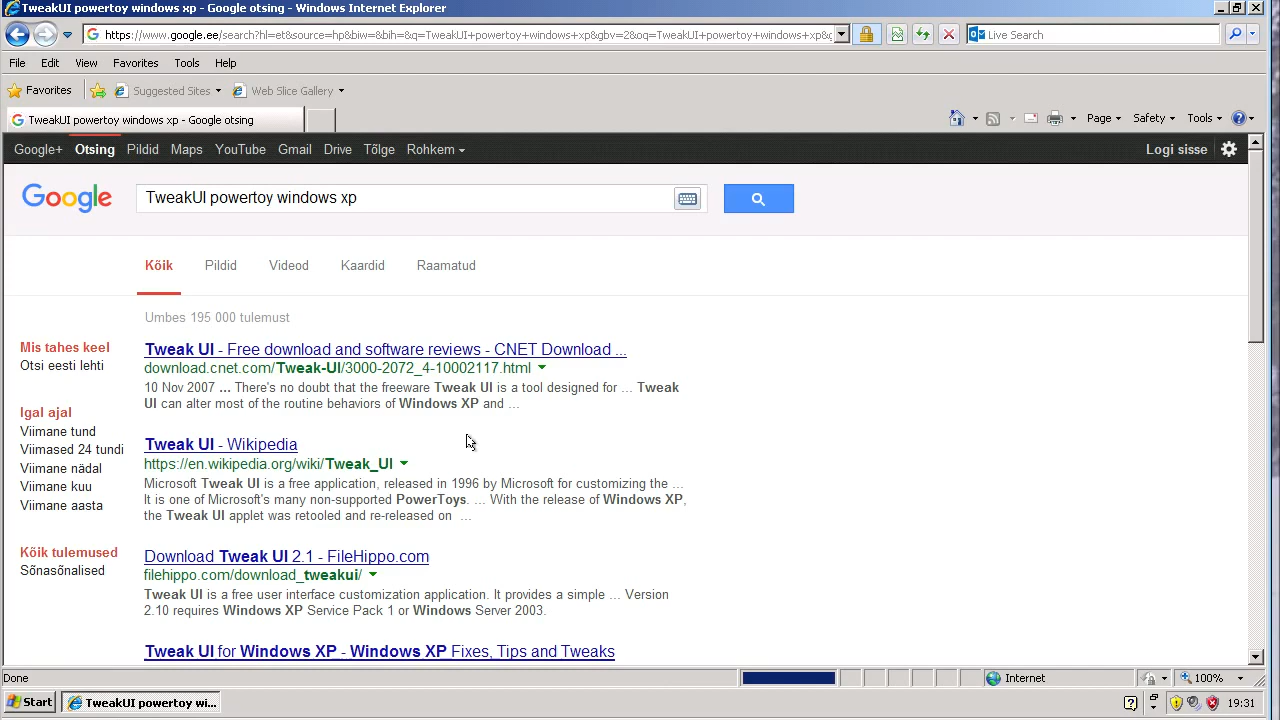 TweakUI powertoy windows xp - Google otsing - Windows Internet Explorer
https://www.google.ee/search?hl=et&source=hp&biw=&bih=&q=TweakUI+powertoy+windows+xp&gbv=2&oq=TweakUI+powertoy+windows+xp&
Live Search
File Edit View Favorites Tools Help
Favorites Suggested Sites Web Slice Gallery
TweakUI powertoy windows xp - Google otsing
Page Safety Tools
Google+ Otsing Pildid Maps YouTube Gmail Drive Tõlge Rohkem Logi sisse
Google TweakUI powertoy windows xp
Kõik Pildid Videod Kaardid Raamatud
Umbes 195 000 tulemust
Mis tahes keel
Otsi eesti lehti
Igal ajal
Viimane tund
Viimased 24 tundi
Viimane nädal
Viimane kuu
Viimane aasta
Kõik tulemused
Sõnasõnalised
Tweak UI - Free download and software reviews - CNET Download ...
download.cnet.com/Tweak-UI/3000-2072_4-10002117.html
10 Nov 2007 ... There's no doubt that the freeware Tweak UI is a tool designed for ... Tweak
UI can alter most of the routine behaviors of Windows XP and ...
Tweak UI - Wikipedia
https://en.wikipedia.org/wiki/Tweak_UI
Microsoft Tweak UI is a free application, released in 1996 by Microsoft for customizing the ...
It is one of Microsoft's many non-supported PowerToys. ... With the release of Windows XP,
the Tweak UI applet was retooled and re-released on ...
Download Tweak UI 2.1 - FileHippo.com
filehippo.com/download_tweakui/
Tweak UI is a free user interface customization application. It provides a simple ... Version
2.10 requires Windows XP Service Pack 1 or Windows Server 2003.
Tweak UI for Windows XP - Windows XP Fixes, Tips and Tweaks
Done Internet 100%
Start TweakUI powertoy wi... 19:31